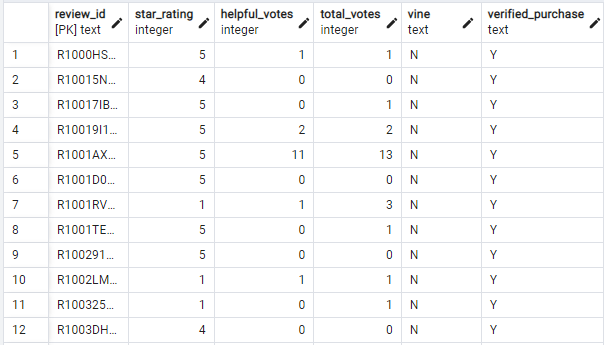 review_id star_rating helpful_votes total_votes vine verified_purchase
[PK] text integer integer integer text text
1 R1000HS... 5 1 1 N Y
2 R10015N... 4 0 0 N Y
3 R10017IB... 5 0 1 N Y
4 R10019I1... 5 2 2 N Y
5 R1001AX... 5 11 13 N Y
6 R1001D0... 5 0 0 N Y
7 R1001RV... 1 1 3 N Y
8 R1001TE... 5 0 1 N Y
9 R100291... 5 0 0 N Y
10 R1002LM... 1 1 1 N Y
11 R100325... 1 0 1 N Y
12 R1003DH... 4 0 0 N Y